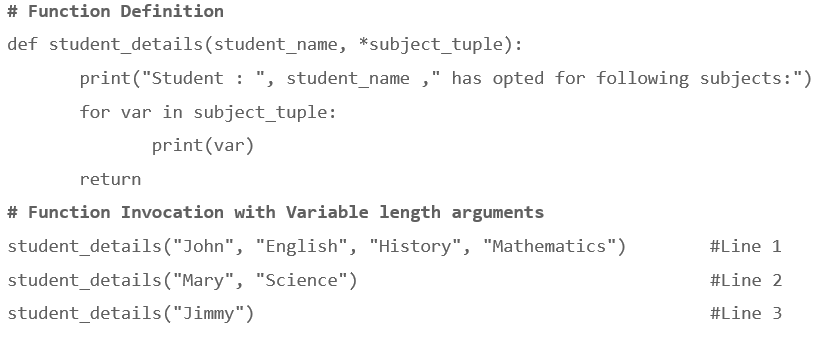 # Function Definition
def student_details(student_name, *subject_tuple):
print("Student : ", student_name ," has opted for following subjects:")
for var in subject_tuple:
print(var)
return
# Function Invocation with Variable length arguments
student_details("John", "English", "History", "Mathematics") #Line 1
student_details("Mary", "Science") #Line 2
student_details("Jimmy") #Line 3